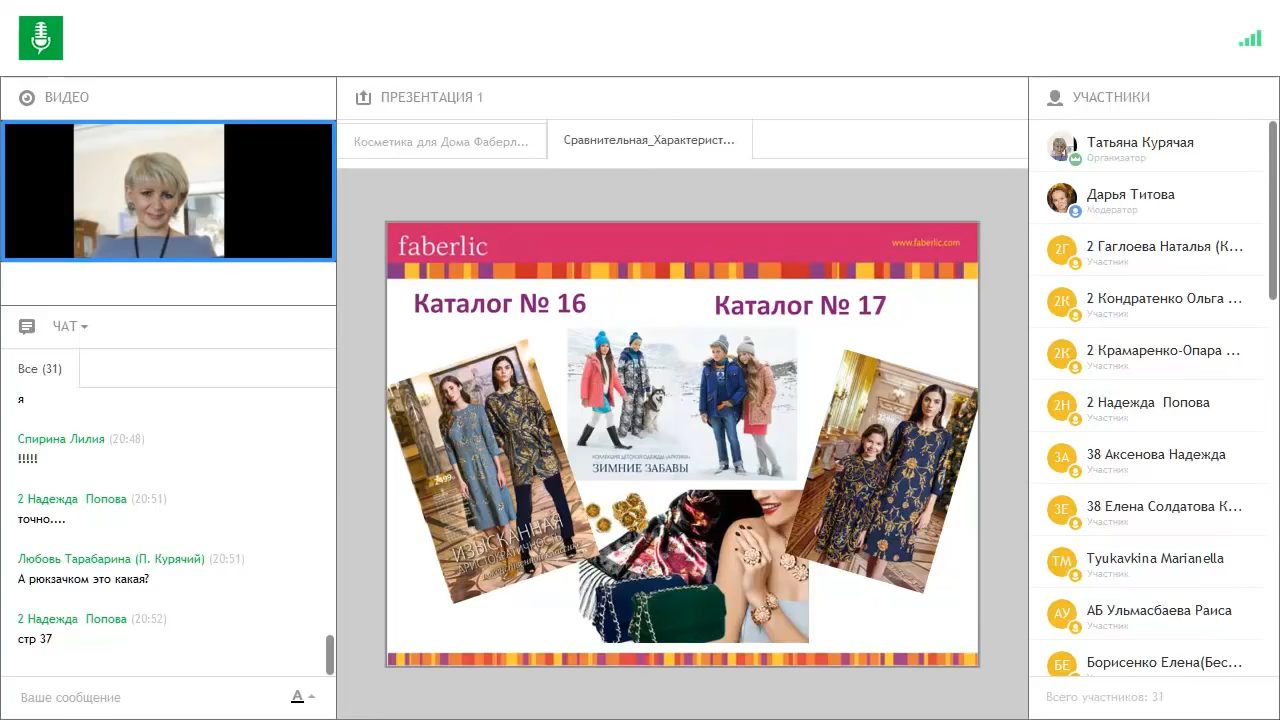 ВИДЕО
ПРЕЗЕНТАЦИЯ 1
УЧАСТНИКИ
Косметика для Дома Фаберл...
Сравнительная_Характерист...
faberlic
www.faberlic.com
Каталог № 16
Каталог № 17
КОЛЛЕКЦИЯ ДЕТСКОЙ ОДЕЖДЫ «АРКТИКА»
ЗИМНИЕ ЗАБАВЫ
ИЗЫСКАННАЯ
АРИСТОКРАТИЧНОСТЬ
ЧАТ
Все (31)
я
Спирина Лилия (20:48)
!!!!!
2 Надежда Попова (20:51)
точно....
Любовь Тарабарина (П. Курячий) (20:51)
А рюкзачком это какая?
2 Надежда Попова (20:52)
стр 37
Ваше сообщение
A
Татьяна Курячая
Организатор
Дарья Титова
Модератор
2Г
2 Гаглоева Наталья (К...
Участник
2К
2 Кондратенко Ольга ...
Участник
2К
2 Крамаренко-Опара ...
Участник
2Н
2 Надежда Попова
Участник
3А
38 Аксенова Надежда
Участник
3Е
38 Елена Солдатова К...
Участник
TM
Tyukavkina Marianella
Участник
АУ
АБ Ульмасбаева Раиса
Участник
БЕ
Борисенко Елена(Бес...
Всего участников: 31